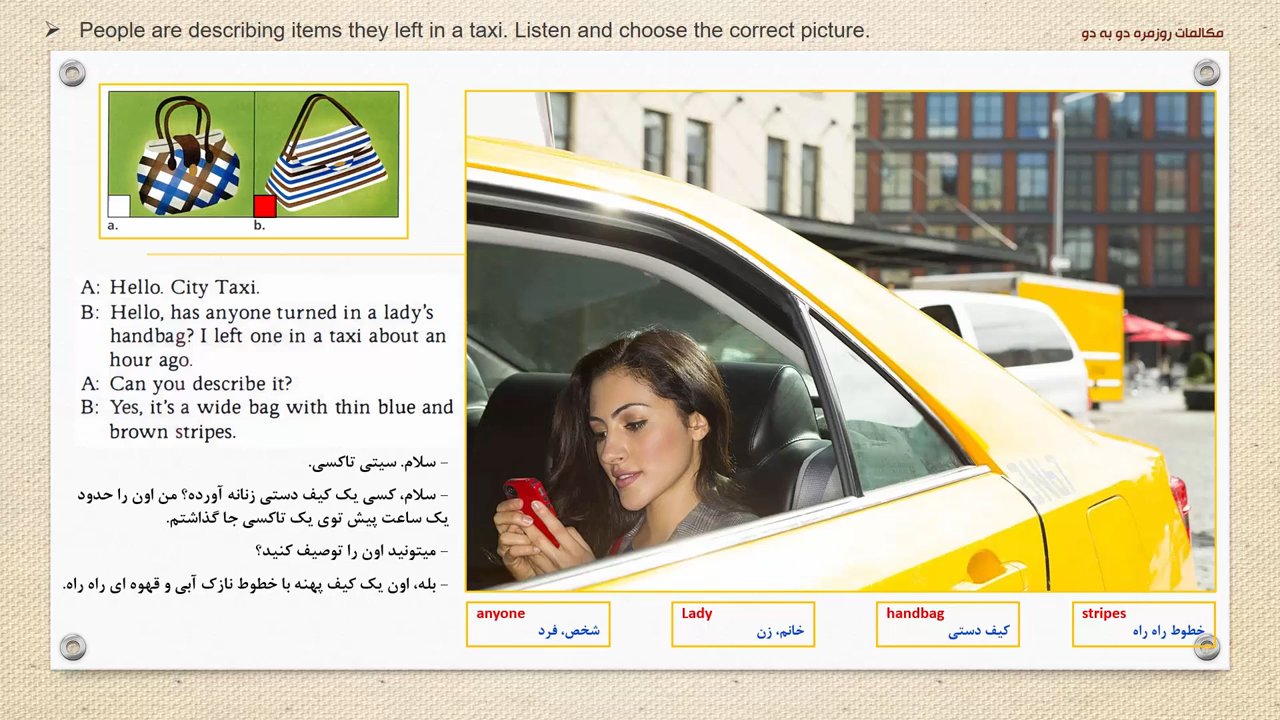 People are describing items they left in a taxi. Listen and choose the correct picture.
مکالمات روزمره دو به دو
a.
b.
A: Hello. City Taxi.
B: Hello, has anyone turned in a lady's
handbag? I left one in a taxi about an
hour ago.
A: Can you describe it?
B: Yes, it's a wide bag with thin blue and
brown stripes.
– سلام. سیتی تاکسی.
– سلام، کسی یک کیف دستی زنانه آورده؟ من اون را حدود
یک ساعت پیش توی یک تاکسی جا گذاشتم.
– میتونید اون را توصیف کنید؟
– بله، اون یک کیف پهنه با خطوط نازک آبی و قهوه ای راه راه.
anyone
شخص، فرد
Lady
خانم، زن
handbag
کیف دستی
stripes
خطوط راه راه